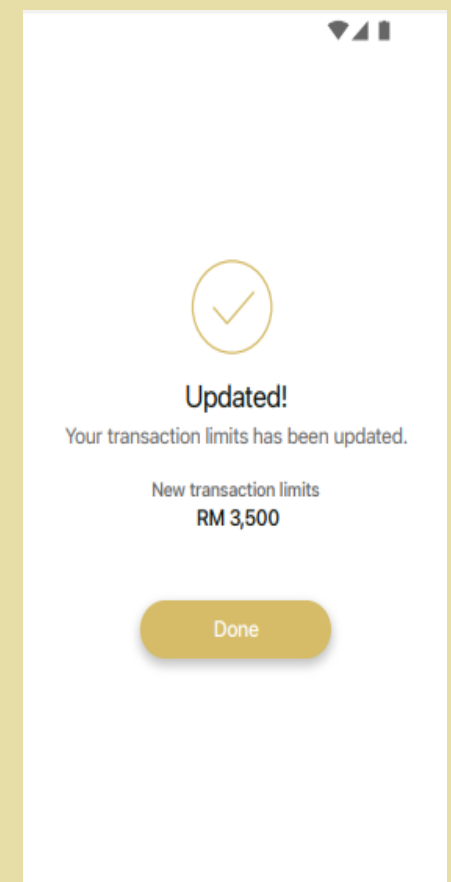 Updated!
Your transaction limits has been updated.
New transaction limits
RM 3,500
Done